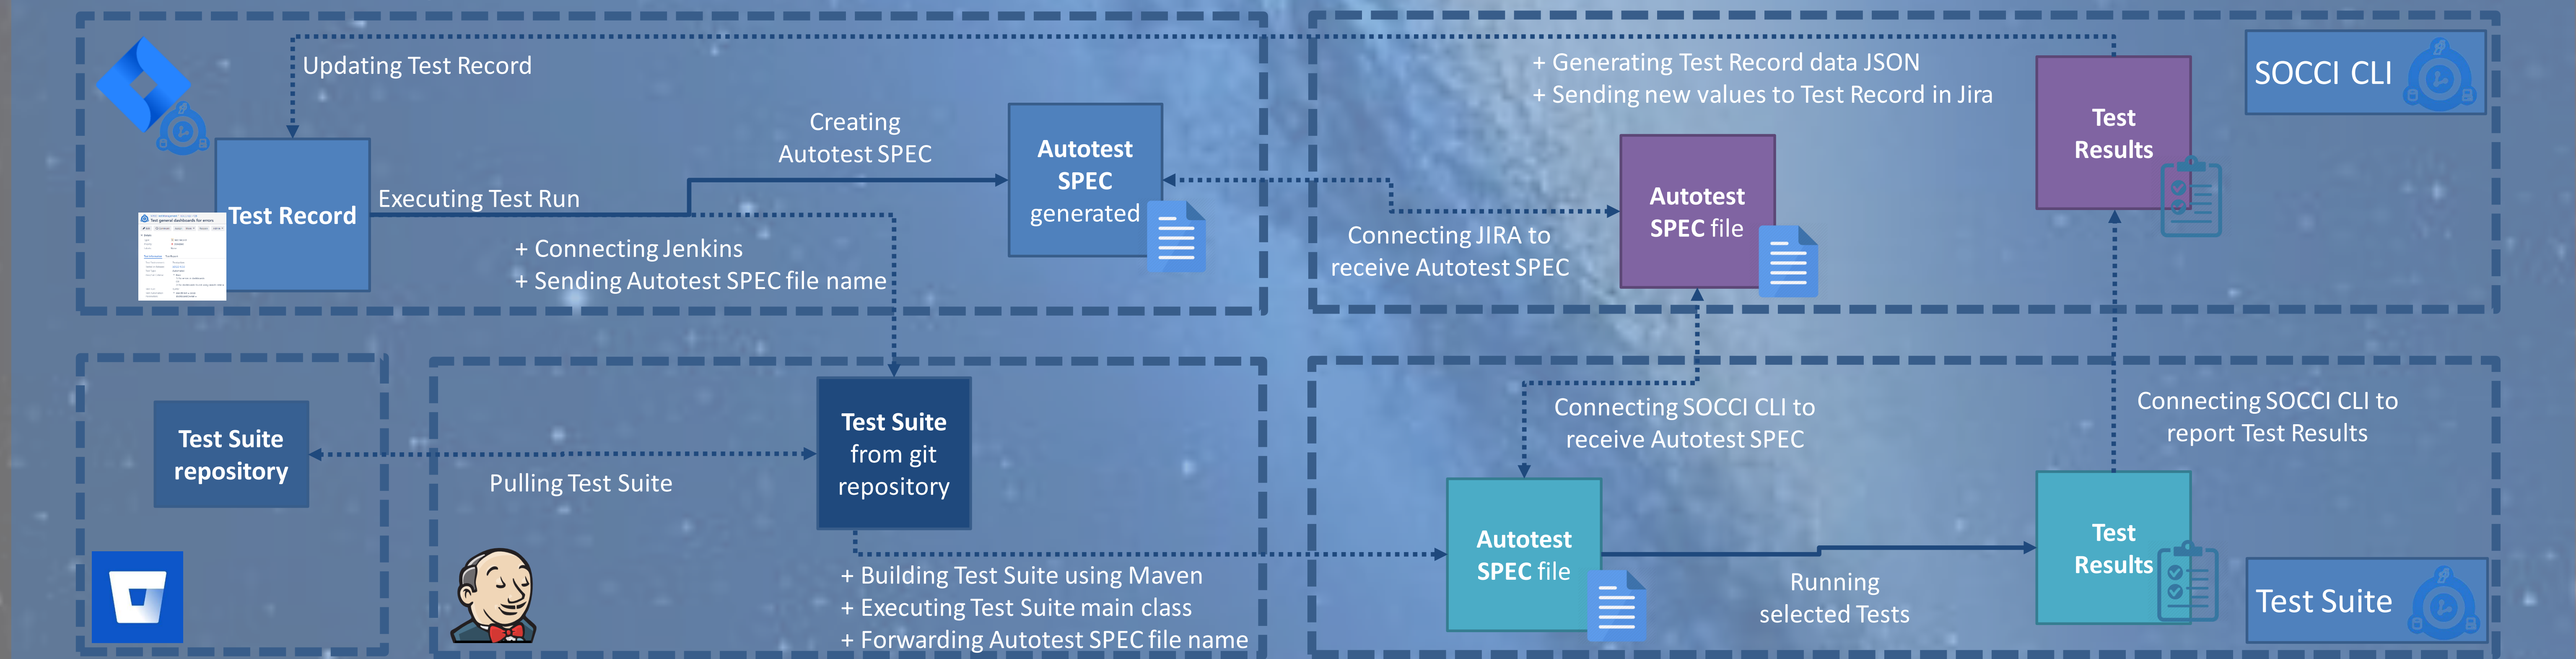 Updating Test Record
Test Record
Executing Test Run
+ Connecting Jenkins
+ Sending Autotest SPEC file name
Creating
Autotest SPEC
Autotest
SPEC
generated
+ Generating Test Record data JSON
+ Sending new values to Test Record in Jira
Connecting JIRA to
receive Autotest SPEC
Autotest
SPEC file
Test
Results
SOCCI CLI
Test Suite
repository
Pulling Test Suite
Test Suite
from git
repository
+ Building Test Suite using Maven
+ Executing Test Suite main class
+ Forwarding Autotest SPEC file name
Connecting SOCCI CLI to
receive Autotest SPEC
Autotest
SPEC file
Running
selected Tests
Connecting SOCCI CLI to
report Test Results
Test
Results
Test Suite
Test general dashboards for errors